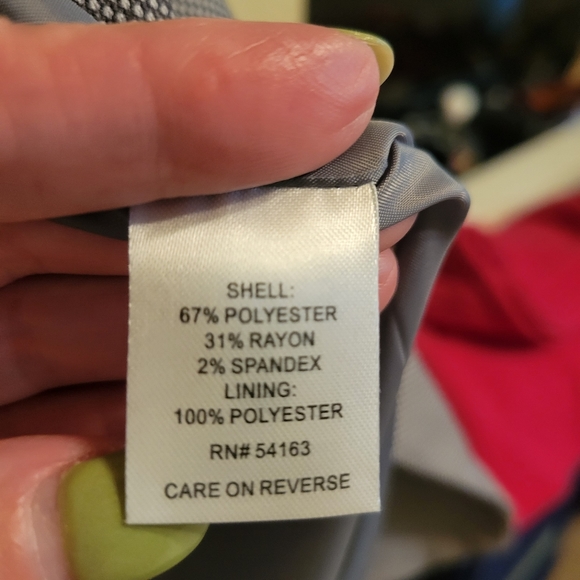 SHELL:
67% POLYESTER
31% RAYON
2% SPANDEX
LINING:
100% POLYESTER
RN# 54163
CARE ON REVERSE